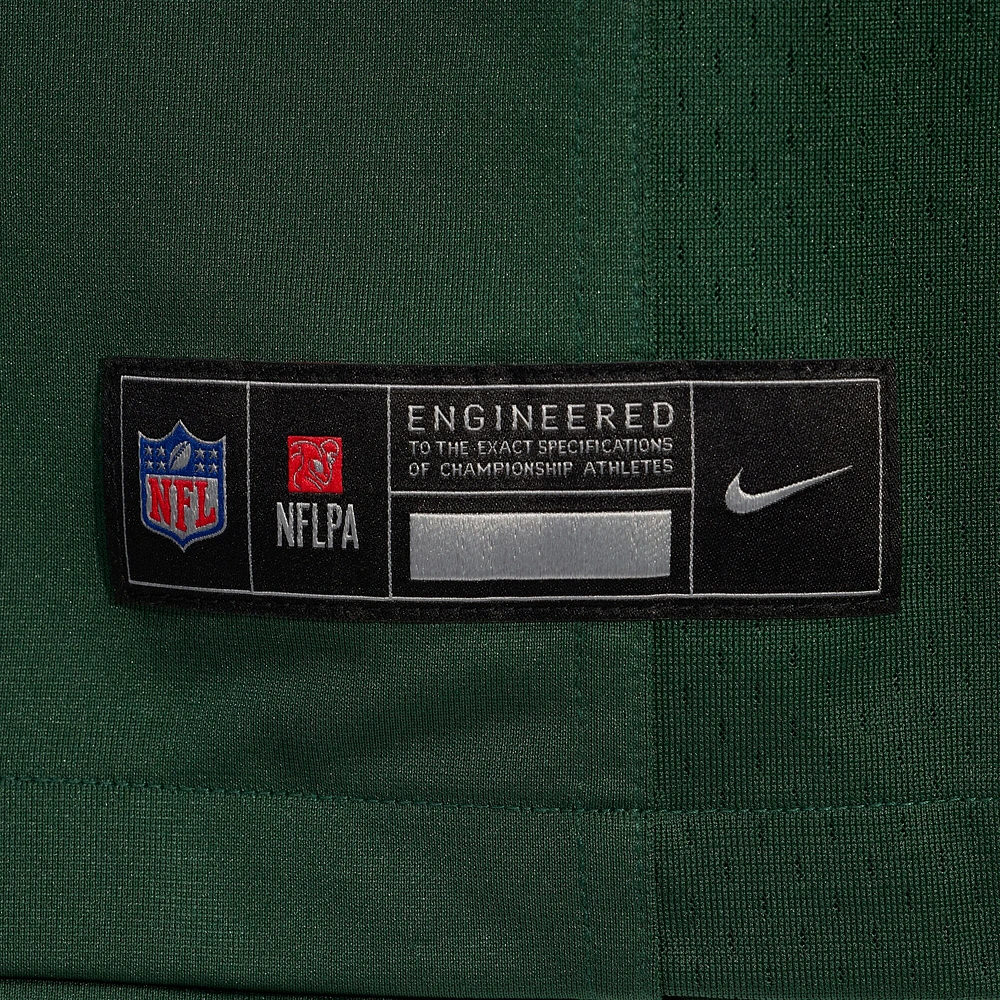 NFL
NFLPA
ENGINEERED
TO THE EXACT SPECIFICATIONS
OF CHAMPIONSHIP ATHLETES